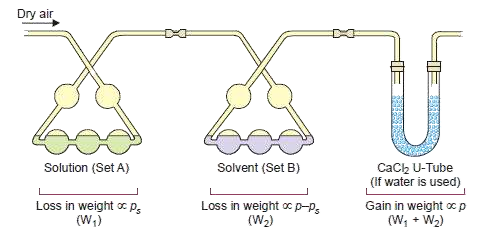 Dry air
Solution (Set A)
Solvent (Set B)
CaCl₂ U-Tube
(If water is used)
Loss in weight ∝ pₛ
(W₁)
Loss in weight ∝ p–pₛ
(W₂)
Gain in weight ∝ p
(W₁ + W₂)